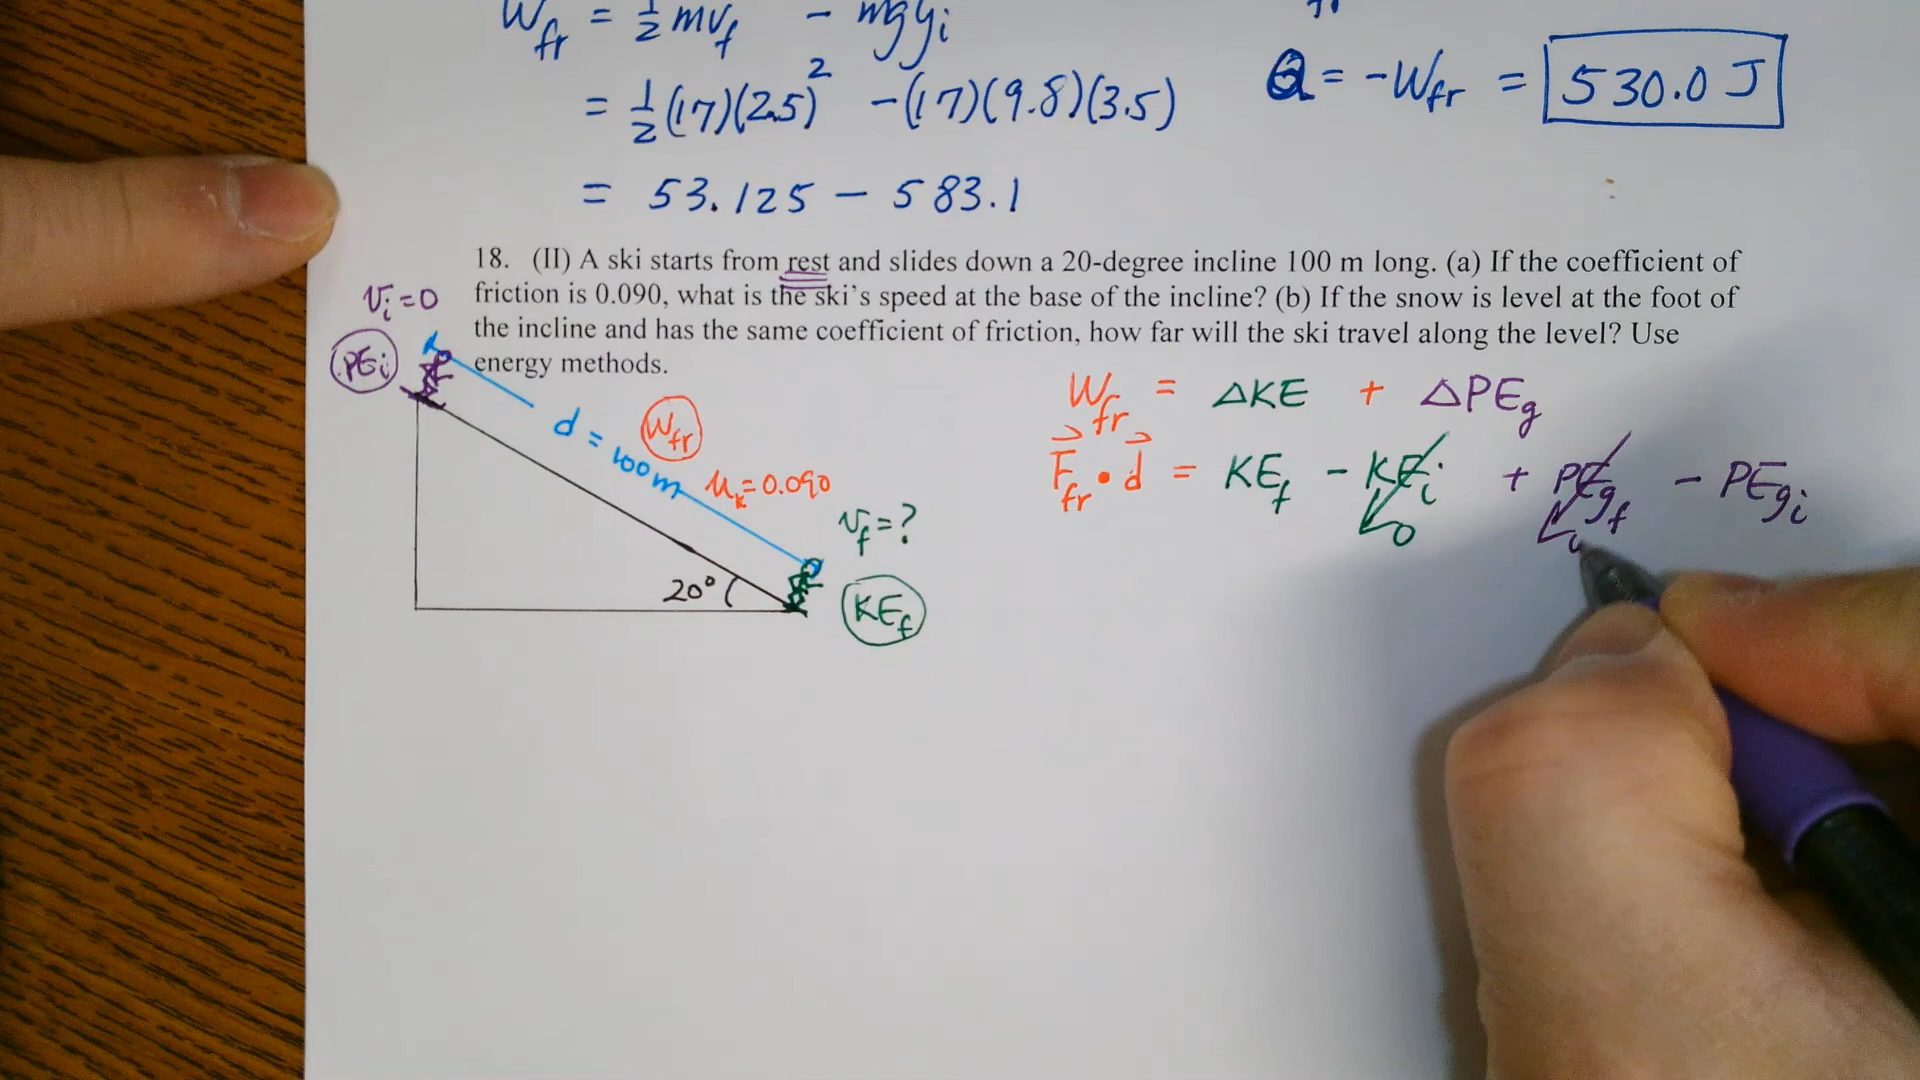 W_fr = ½ mv_f - mgy_i
= ½(17)(2.5)² - (17)(9.8)(3.5)
= 53.125 - 583.1
Q = -W_fr = 530.0 J
18. (II) A ski starts from rest and slides down a 20-degree incline 100 m long. (a) If the coefficient of
friction is 0.090, what is the ski's speed at the base of the incline? (b) If the snow is level at the foot of
the incline and has the same coefficient of friction, how far will the ski travel along the level? Use
energy methods.
v_i = 0
PE_i
d = 100 m
W_fr
μ_k = 0.090
v_f = ?
20°
KE_f
W_fr = ΔKE + ΔPE_g
F_fr • d = KE_f - KE_i + PE_gf - PE_gi
0